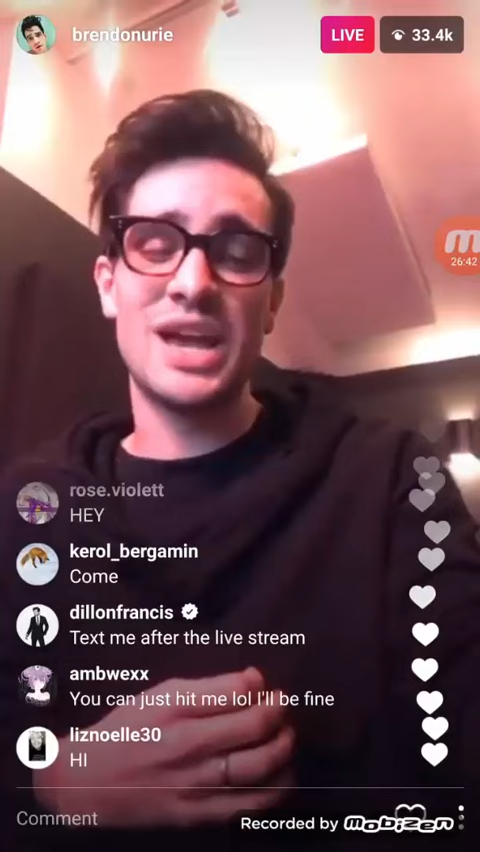 brendonurie
LIVE
33.4k
26:42
rose.violett
HEY
kerol_bergamin
Come
dillonfrancis
Text me after the live stream
ambwexx
You can just hit me lol I'll be fine
liznoelle30
HI
Comment
Recorded by mobizen